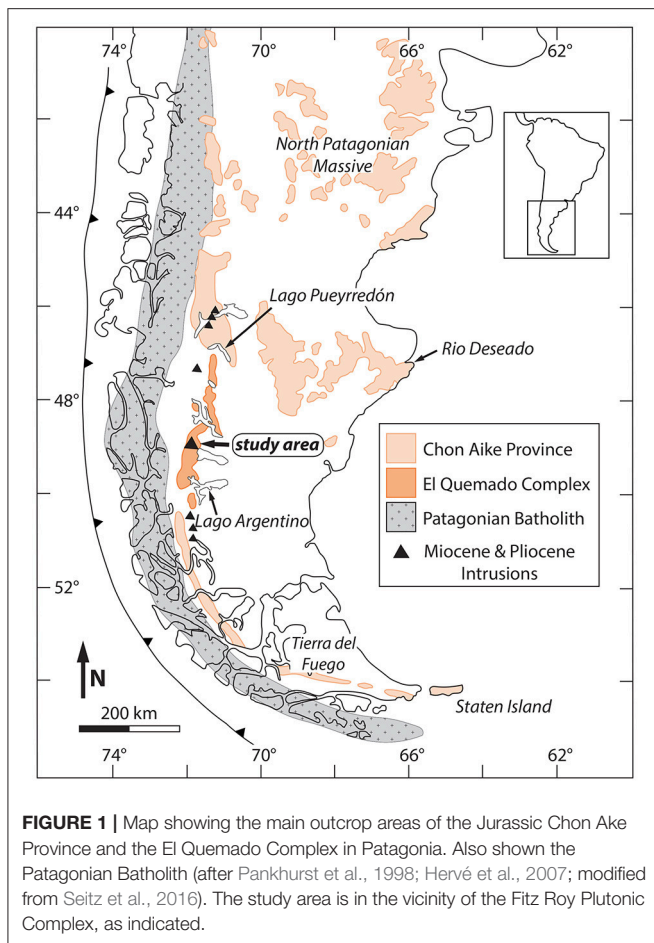 74° 70° 66° 62°
North Patagonian
Massive
44°
Lago Pueyrredón
Rio Deseado
48°
study area
Chon Aike Province
El Quemado Complex
Patagonian Batholith
Miocene & Pliocene
Intrusions
Lago Argentino
52°
Tierra del
Fuego
N
Staten Island
200 km
74° 70° 66° 62°
FIGURE 1 | Map showing the main outcrop areas of the Jurassic Chon Ake
Province and the El Quemado Complex in Patagonia. Also shown the
Patagonian Batholith (after Pankhurst et al., 1998; Hervé et al., 2007; modified
from Seitz et al., 2016). The study area is in the vicinity of the Fitz Roy Plutonic
Complex, as indicated.